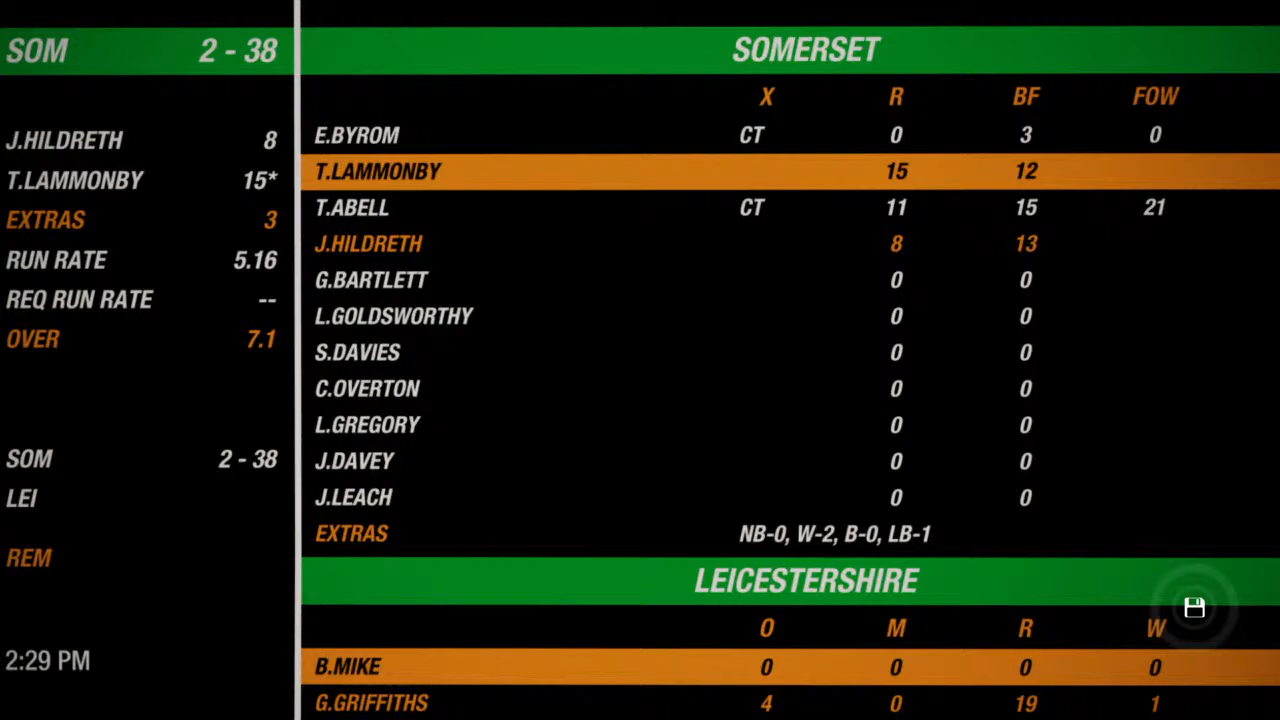 SOM 2 - 38
J.HILDRETH 8
T.LAMMONBY 15*
EXTRAS 3
RUN RATE 5.16
REQ RUN RATE --
OVER 7.1
SOM 2 - 38
LEI
REM
2:29 PM
SOMERSET
X R BF FOW
E.BYROM CT 0 3 0
T.LAMMONBY 15 12
T.ABELL CT 11 15 21
J.HILDRETH 8 13
G.BARTLETT 0 0
L.GOLDSWORTHY 0 0
S.DAVIES 0 0
C.OVERTON 0 0
L.GREGORY 0 0
J.DAVEY 0 0
J.LEACH 0 0
EXTRAS NB-0, W-2, B-0, LB-1
LEICESTERSHIRE
O M R W
B.MIKE 0 0 0 0
G.GRIFFITHS 4 0 19 1